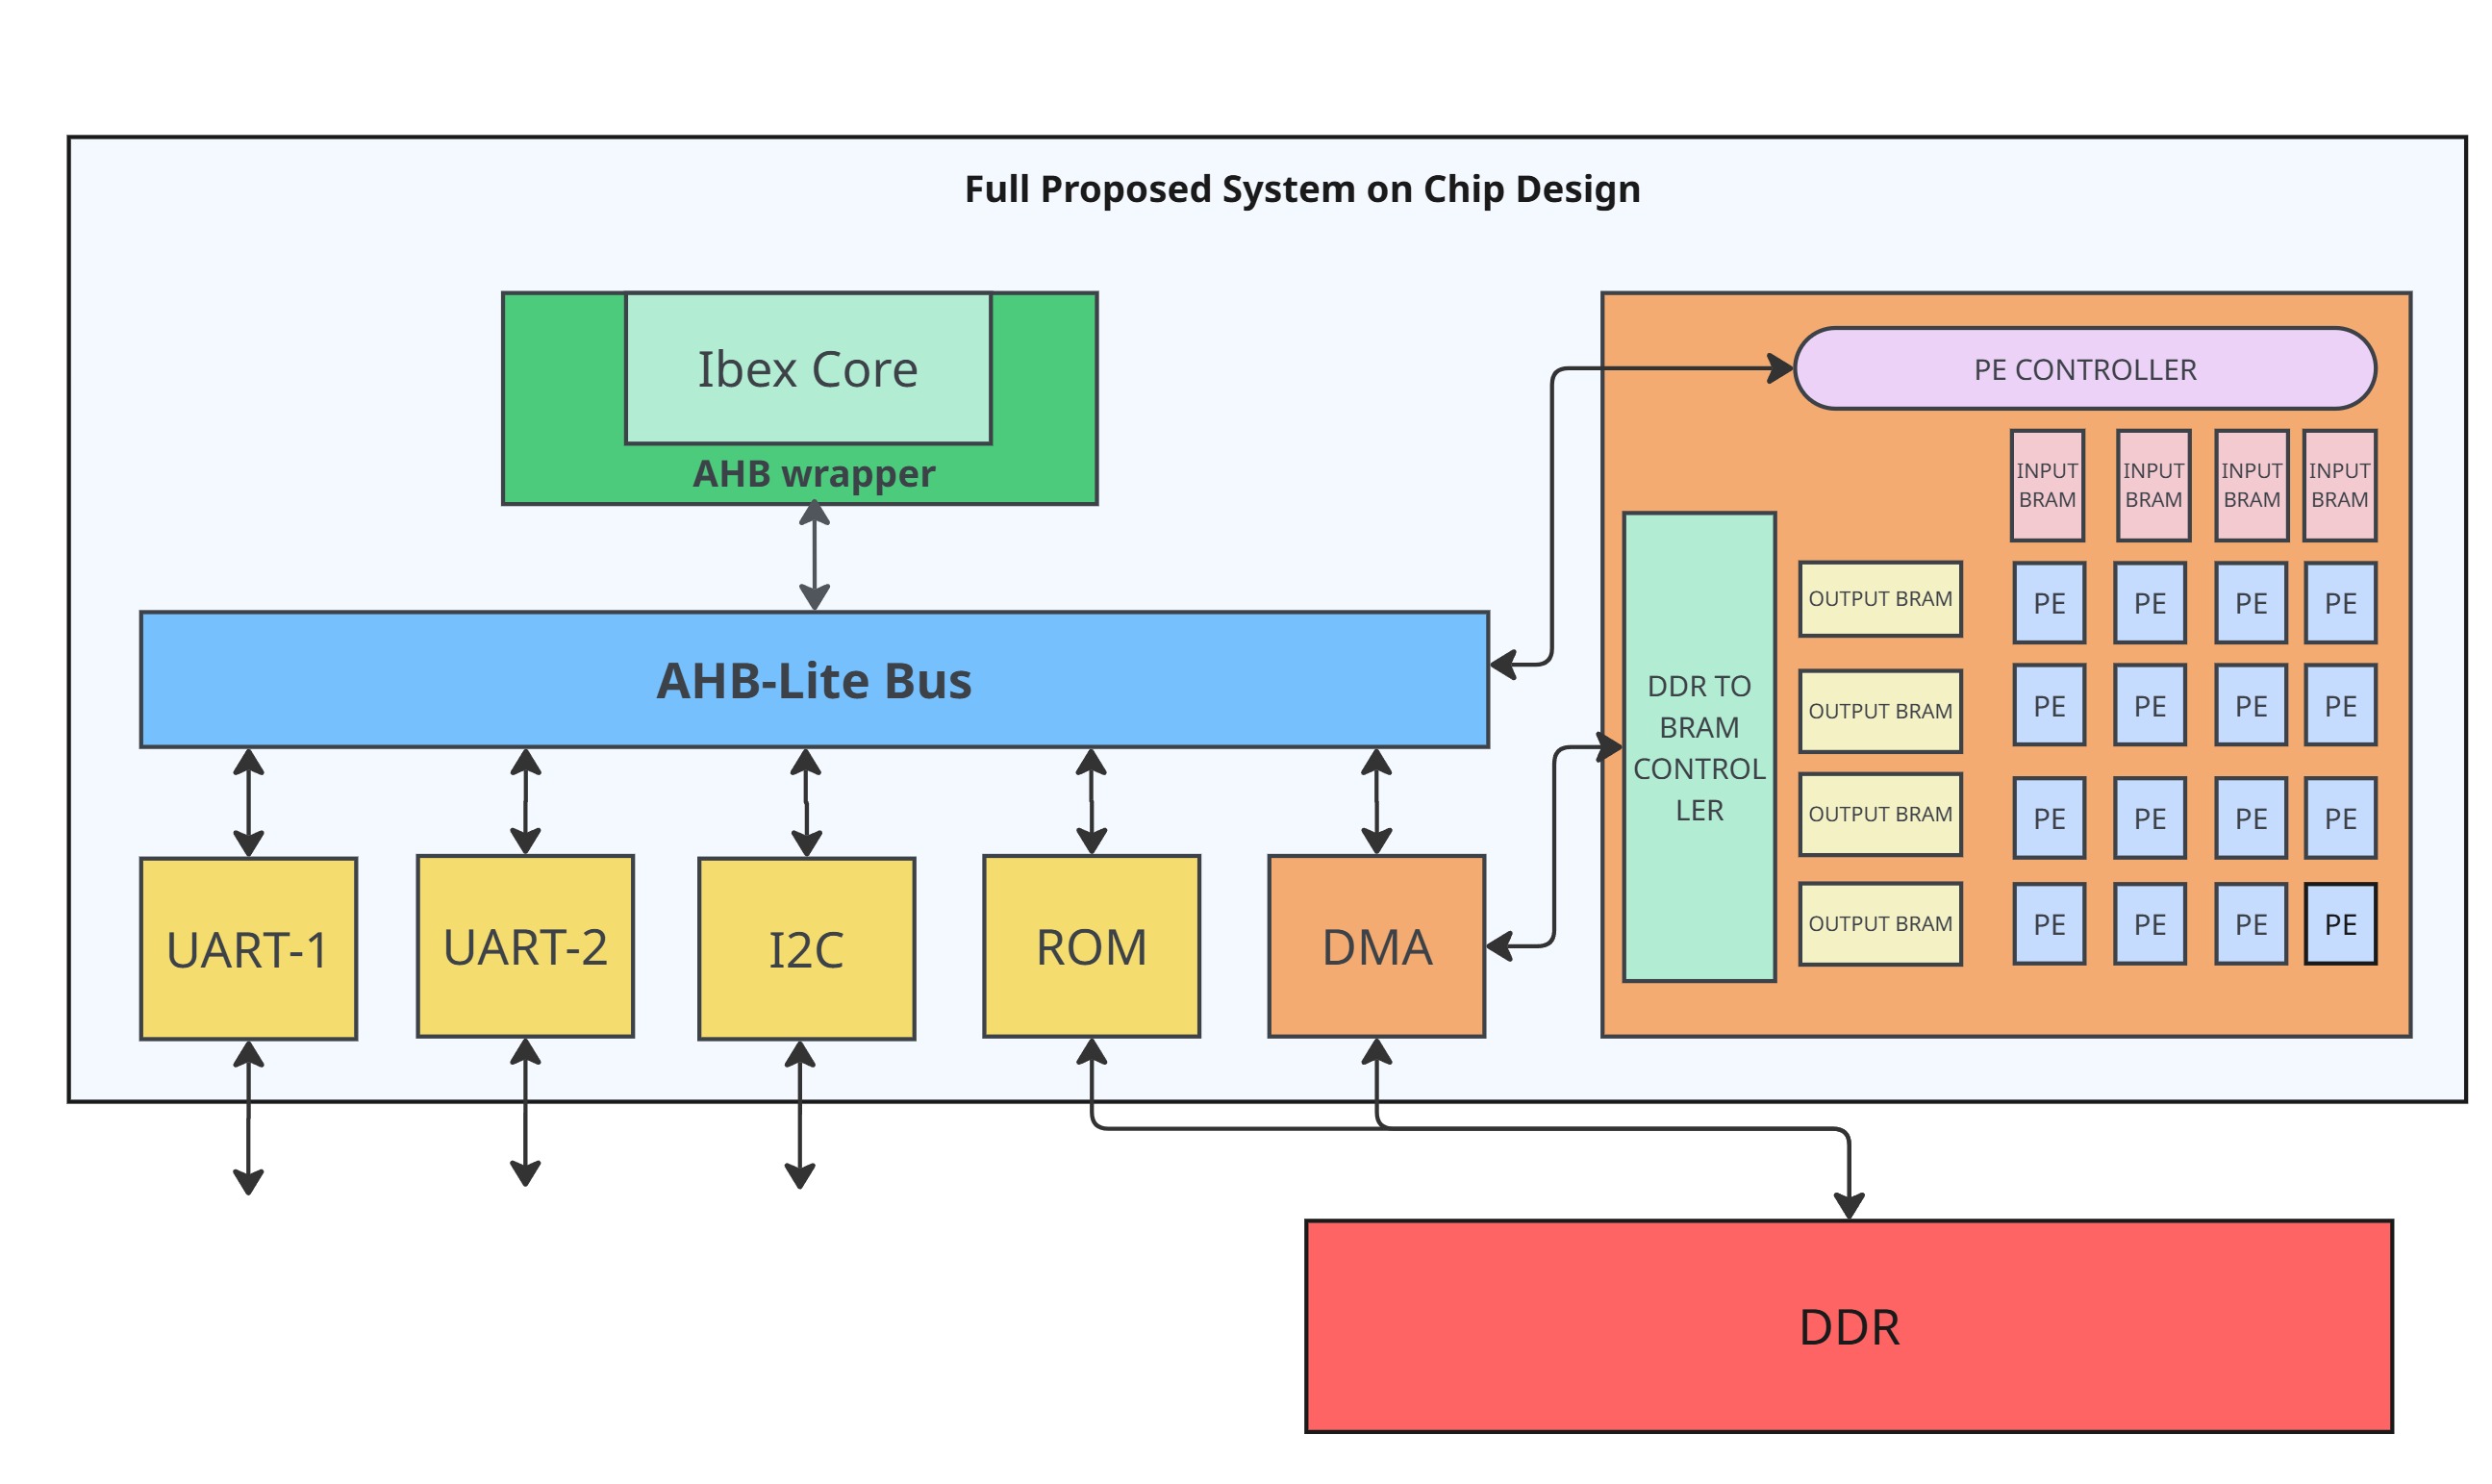 Full Proposed System on Chip Design
Ibex Core
AHB wrapper
AHB-Lite Bus
UART-1
UART-2
I2C
ROM
DMA
PE CONTROLLER
INPUT
BRAM
INPUT
BRAM
INPUT
BRAM
INPUT
BRAM
DDR TO
BRAM
CONTROL
LER
OUTPUT BRAM
PE
PE
PE
PE
OUTPUT BRAM
PE
PE
PE
PE
OUTPUT BRAM
PE
PE
PE
PE
OUTPUT BRAM
PE
PE
PE
PE
DDR